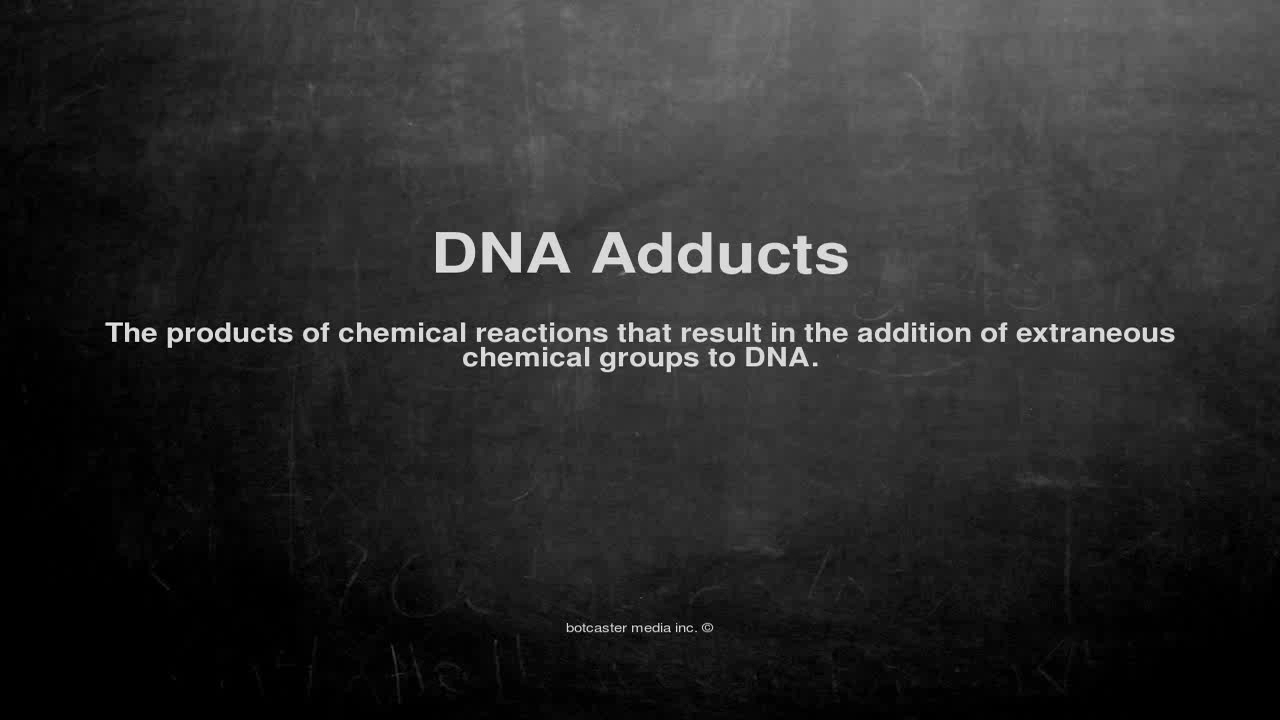 DNA Adducts
The products of chemical reactions that result in the addition of extraneous
chemical groups to DNA.
botcaster media inc. ©